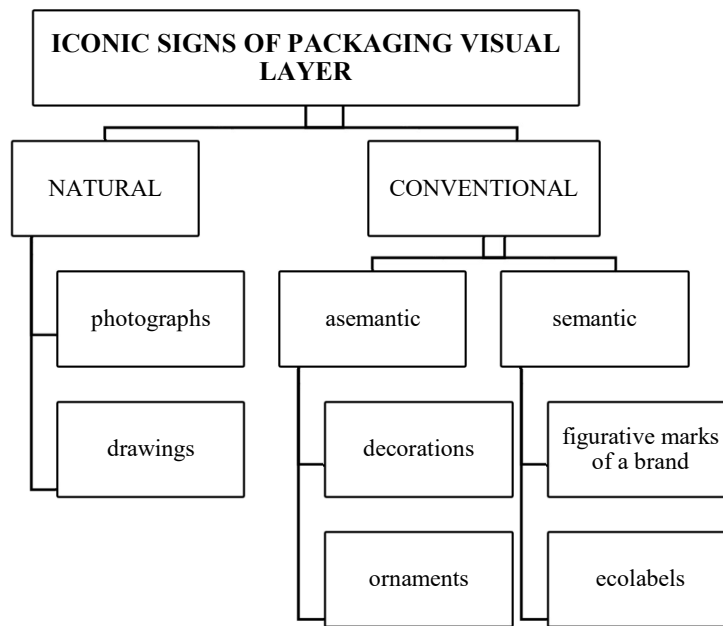 ICONIC SIGNS OF PACKAGING VISUAL
LAYER
NATURAL
CONVENTIONAL
photographs
asemantic
semantic
drawings
decorations
figurative marks
of a brand
ornaments
ecolabels